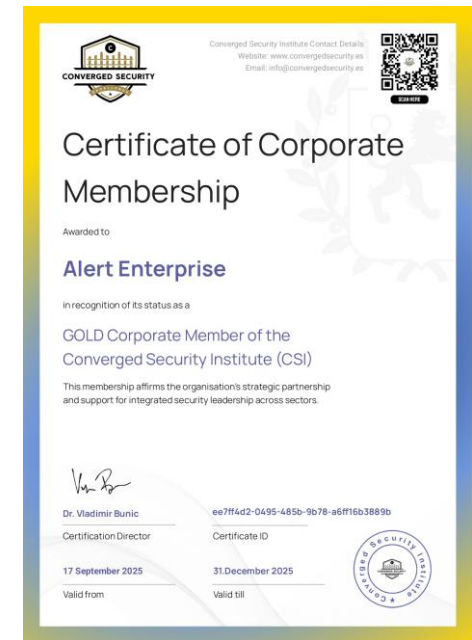 CONVERGED SECURITY
INSTITUTE
Converged Security Institute Contact Details
Website: www.convergedsecurity.es
Email: info@convergedsecurity.es
SCAN HERE
Certificate of Corporate
Membership
Awarded to
Alert Enterprise
in recognition of its status as a
GOLD Corporate Member of the
Converged Security Institute (CSI)
This membership affirms the organisation's strategic partnership
and support for integrated security leadership across sectors.
Dr. Vladimir Bunic
ee7ff4d2-0495-485b-9b78-a6ff16b3889b
Certification Director
Certificate ID
17 September 2025
31.December 2025
Valid from
Valid till
Converged Security Institute